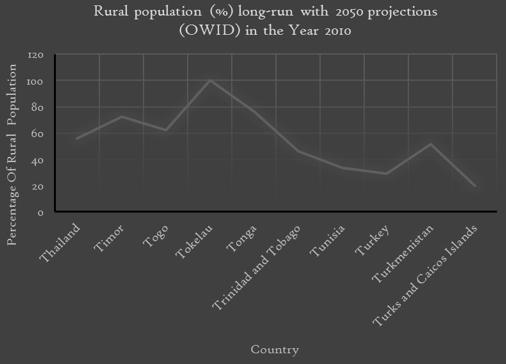 Rural population (%) long-run with 2050 projections
(OWID) in the Year 2010
Percentage Of Rural Population
120
100
80
60
40
20
0
Thailand
Timor
Togo
Tokelau
Tonga
Trinidad and Tobago
Tunisia
Turkey
Turkmenistan
Turks and Caicos Islands
Country